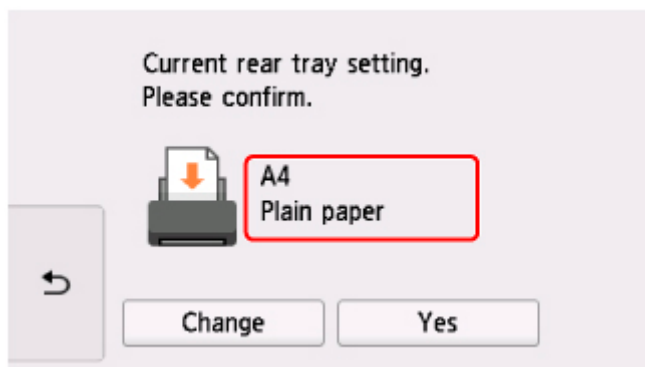 Current rear tray setting.
Please confirm.
A4
Plain paper
Change
Yes